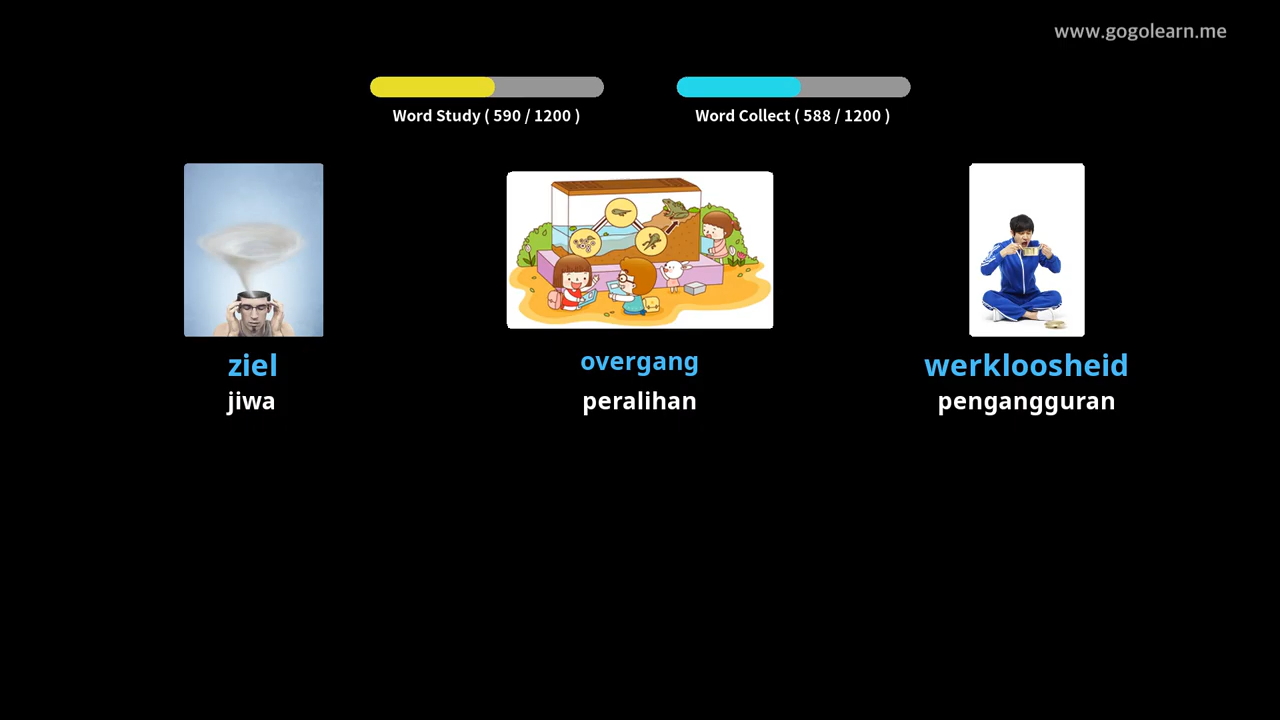 www.gogolearn.me
Word Study ( 590 / 1200 )
Word Collect ( 588 / 1200 )
ziel
overgang
werkloosheid
jiwa
peralihan
pengangguran